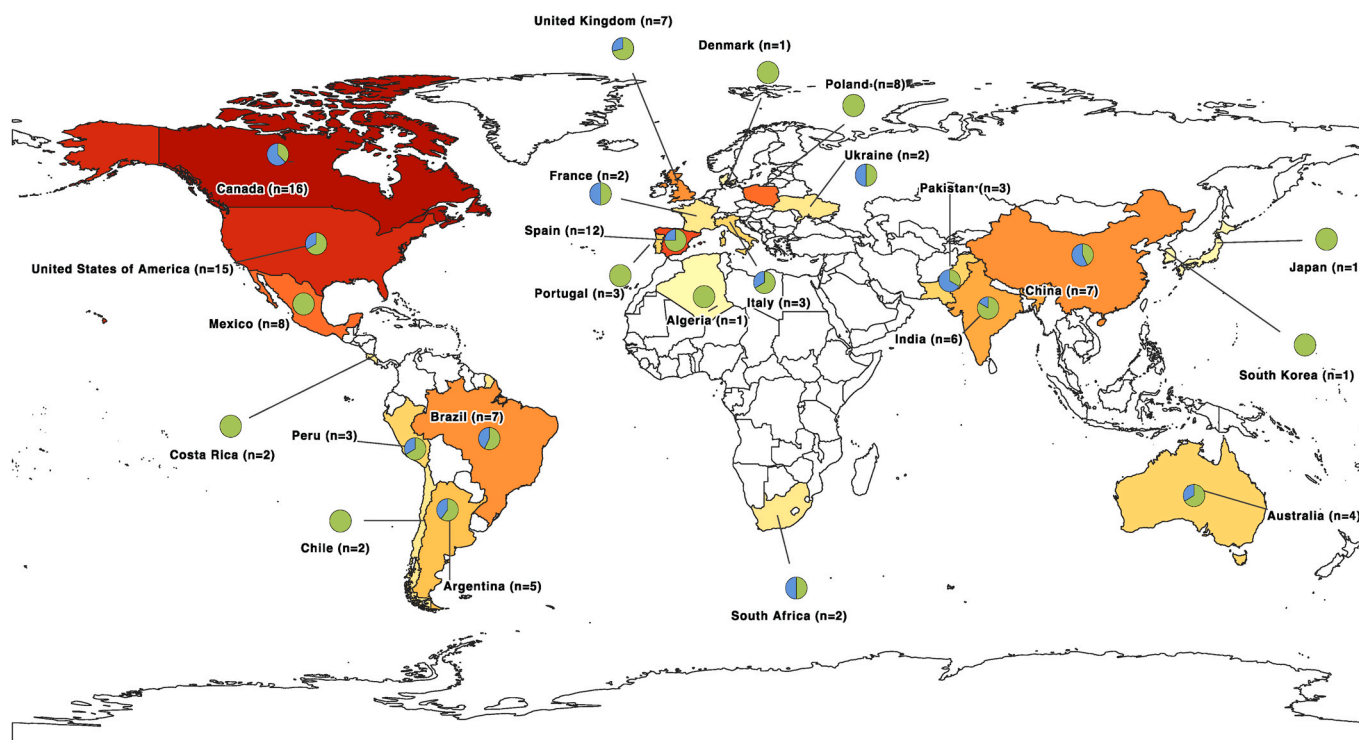 United Kingdom (n=7)
Denmark (n=1)
Poland (n=8)
Ukraine (n=2)
France (n=2)
Pakistan (n=3)
Canada (n=16)
Spain (n=12)
United States of America (n=15)
Japan (n=1
Portugal (n=3)
Italy (n=3)
China (n=7)
Algeria (n=1)
Mexico (n=8)
India (n=6)
South Korea (n=1)
Brazil (n=7)
Peru (n=3)
Costa Rica (n=2)
Australia (n=4)
Chile (n=2)
Argentina (n=5)
South Africa (n=2)